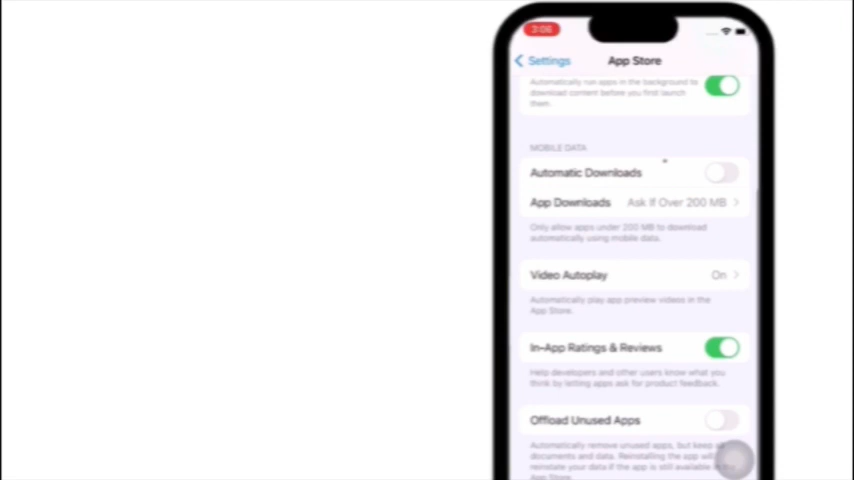 3:06
Settings
App Store
Automatically run apps in the background to
download content before you first launch
them.
MOBILE DATA
Automatic Downloads
App Downloads Ask If Over 200 MB
Only allow apps under 200 MB to download
automatically using mobile data.
Video Autoplay On
Automatically play app preview videos in the
App Store.
In-App Ratings & Reviews
Help developers and other users know what you
think by letting apps ask for product feedback.
Offload Unused Apps
Automatically remove unused apps, but keep
documents and data. Reinstalling the app will
reinstate your data if the app is still available
App Store.